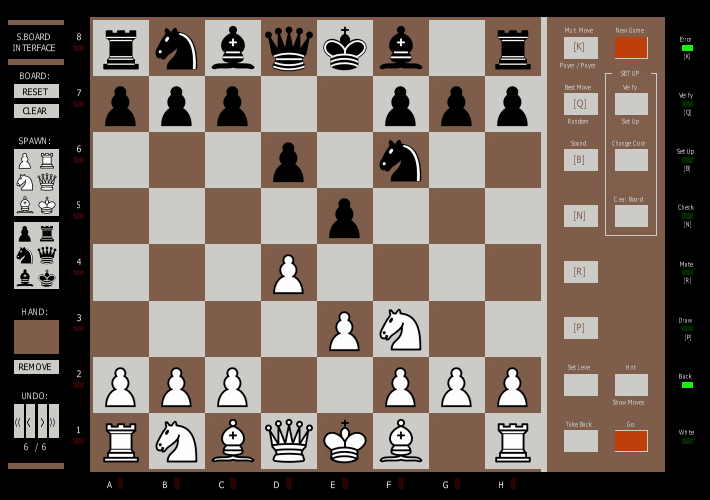 S.BOARD
INTERFACE
BOARD:
RESET
CLEAR
SPAWN:
HAND:
REMOVE
UNDO:
⟨⟨ ⟨ ⟩ ⟩⟩
6 / 6
8
7
6
5
4
3
2
1
A B C D E F G H
Mult Move
New Game
[K]
Player / Player
SET UP
Best Move
Verify
[Q]
Random
Set Up
Sound
Change Color
[B]
Clear Board
[N]
[R]
[P]
Set Level
Hint
Show Moves
Take Back
Go
Error
[K]
Verify
[Q]
Set Up
[B]
Check
[N]
Mate
[R]
Draw
[P]
Black
White